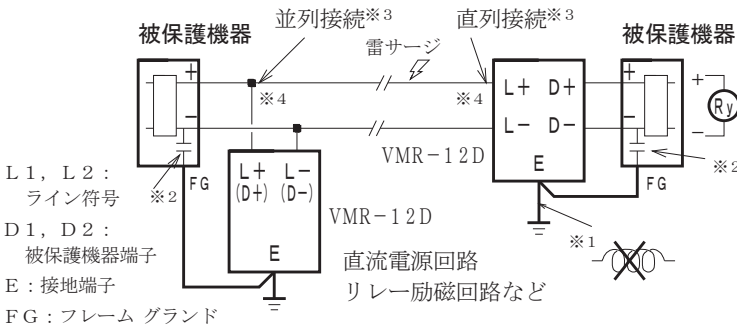 並列接続※3
直列接続※3
被保護機器
雷サージ
被保護機器
+
※4
※4
L+ D+
+
+
Ry
−
−
L− D−
−
VMR−12D
E
※2
FG
L+ L−
(D+) (D−)
VMR−12D
E
FG
※2
※1
L1, L2:
ライン符号
D1, D2:
被保護機器端子
E:接地端子
FG:フレーム グランド
直流電源回路
リレー励磁回路など